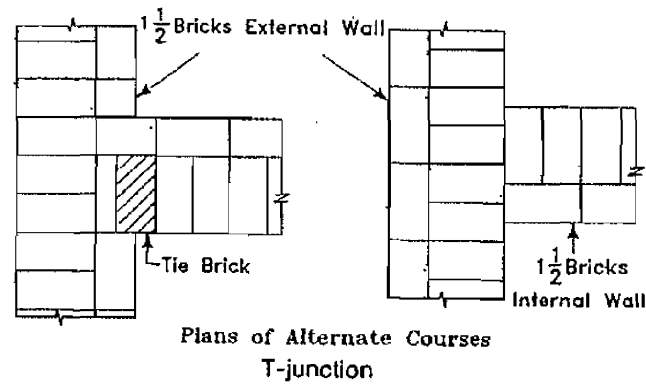 1 1/2 Bricks External Wall
Tie Brick
1 1/2 Bricks
Internal Wall
Plans of Alternate Courses
T-junction